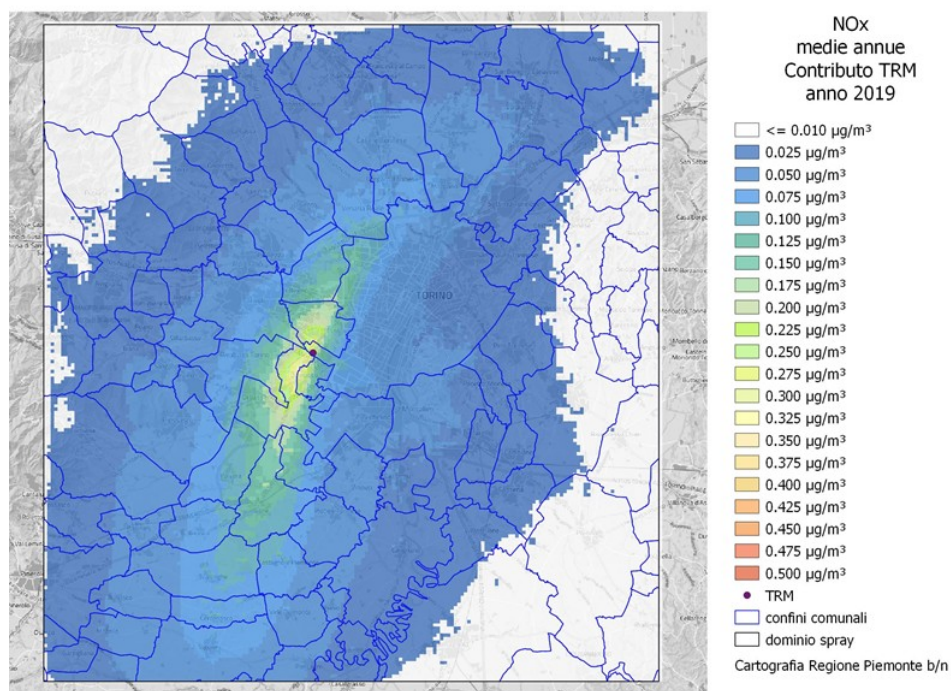 NOx
medie annue
Contributo TRM
anno 2019
<= 0.010 µg/m³
0.025 µg/m³
0.050 µg/m³
0.075 µg/m³
0.100 µg/m³
0.125 µg/m³
0.150 µg/m³
0.175 µg/m³
0.200 µg/m³
0.225 µg/m³
0.250 µg/m³
0.275 µg/m³
0.300 µg/m³
0.325 µg/m³
0.350 µg/m³
0.375 µg/m³
0.400 µg/m³
0.425 µg/m³
0.450 µg/m³
0.475 µg/m³
0.500 µg/m³
TRM
confini comunali
dominio spray
Cartografia Regione Piemonte b/n
TORINO